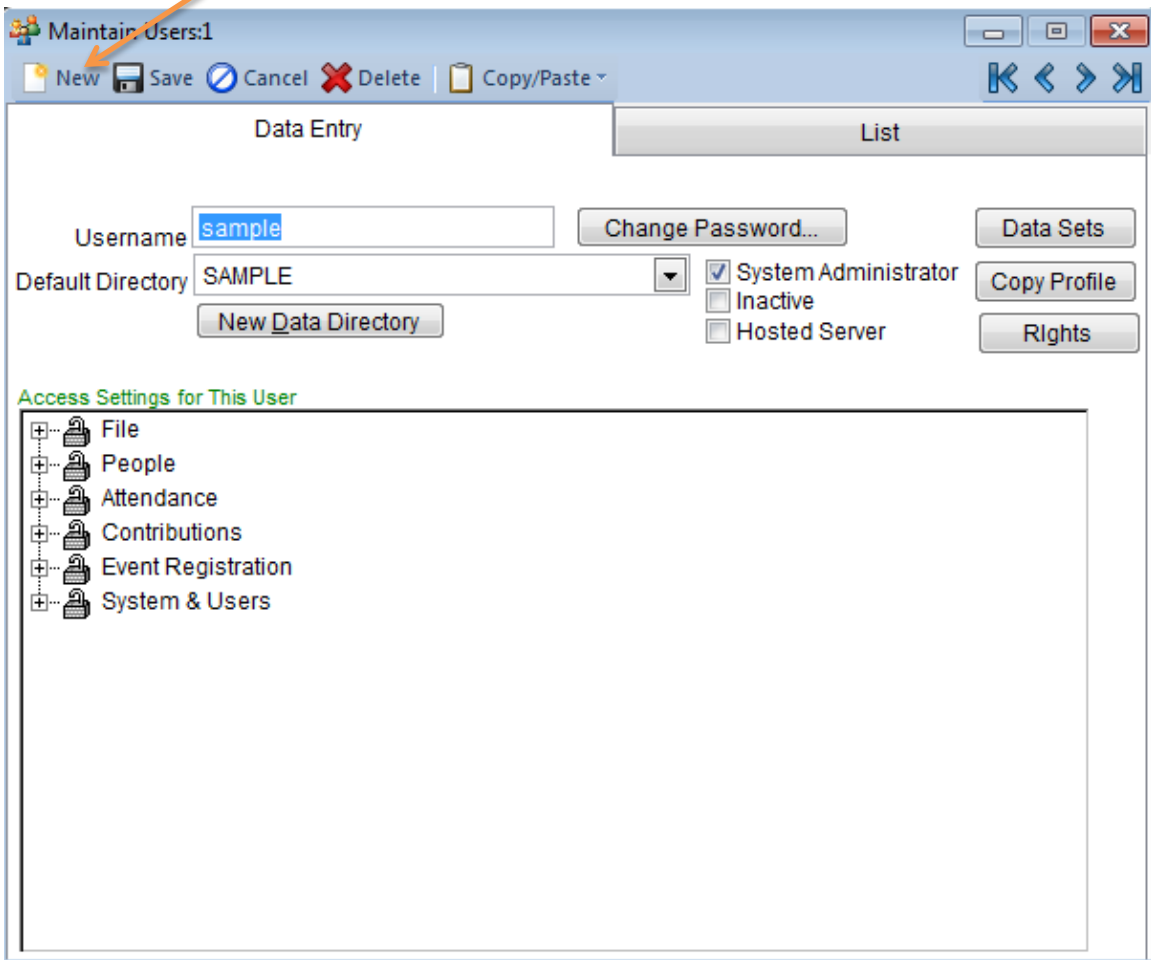 Maintain Users:1
New Save Cancel Delete Copy/Paste
Data Entry List
Username sample Change Password... Data Sets
Default Directory SAMPLE System Administrator Copy Profile
Inactive
New Data Directory Hosted Server RIghts
Access Settings for This User
File
People
Attendance
Contributions
Event Registration
System & Users